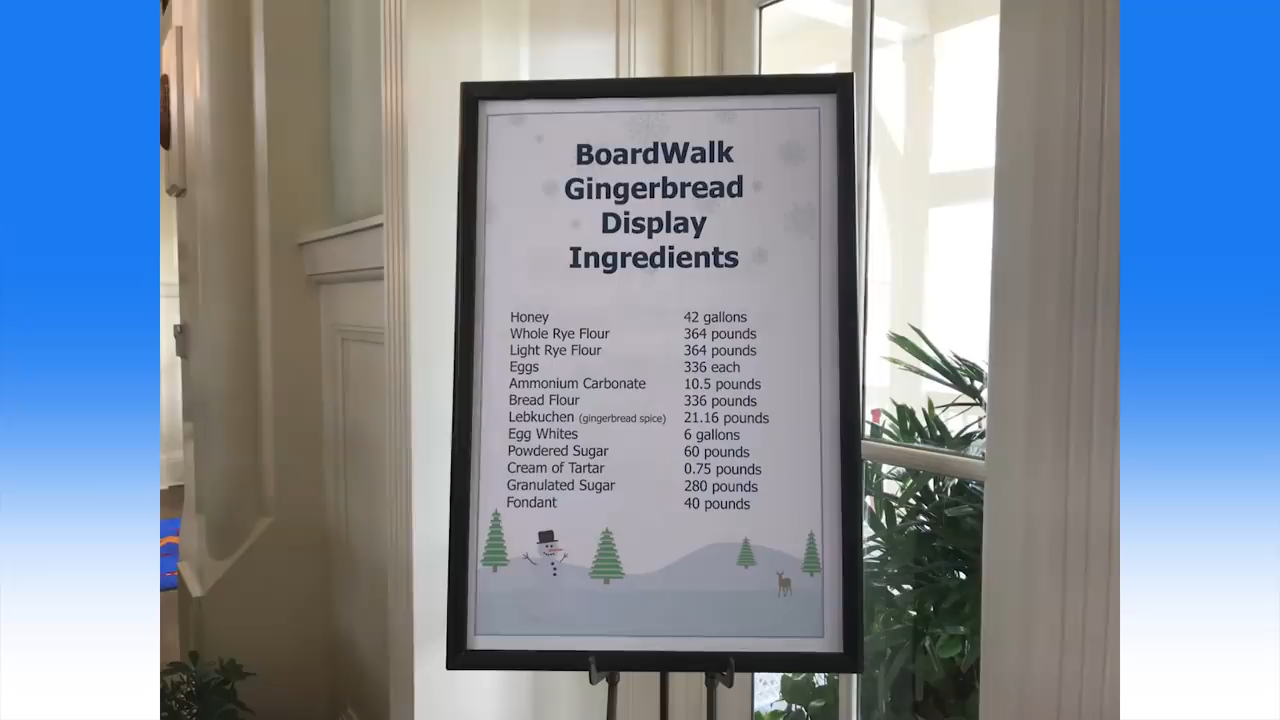 BoardWalk
Gingerbread
Display
Ingredients
Honey 42 gallons
Whole Rye Flour 364 pounds
Light Rye Flour 364 pounds
Eggs 336 each
Ammonium Carbonate 10.5 pounds
Bread Flour 336 pounds
Lebkuchen (gingerbread spice) 21.16 pounds
Egg Whites 6 gallons
Powdered Sugar 60 pounds
Cream of Tartar 0.75 pounds
Granulated Sugar 280 pounds
Fondant 40 pounds